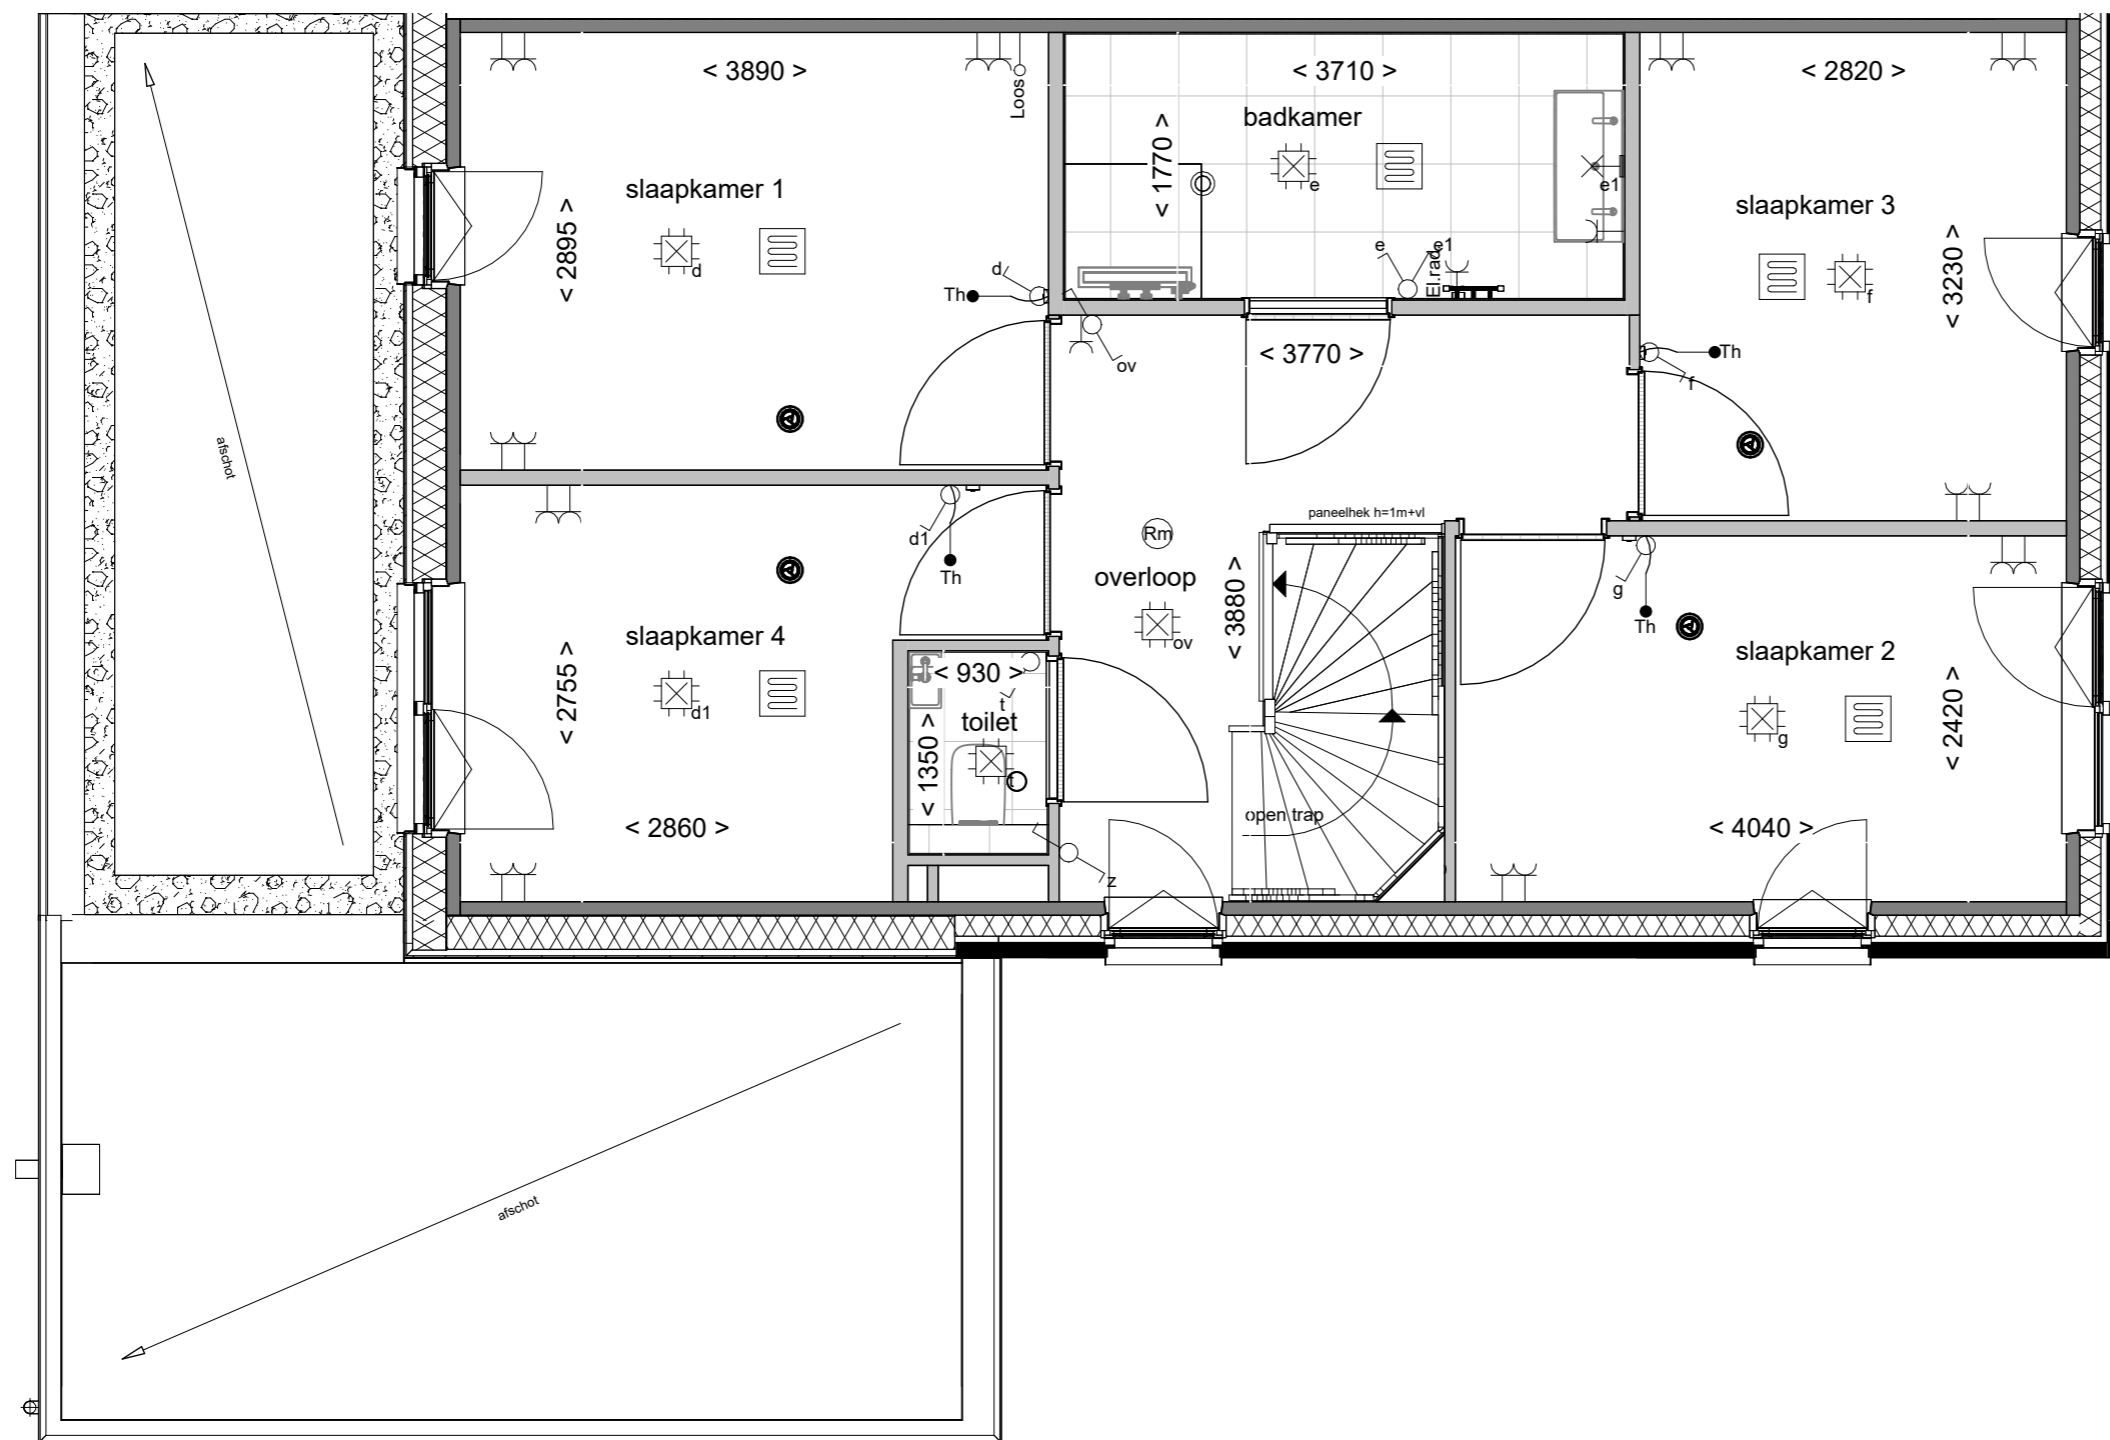 < 3890 >
Loos
< 3710 >
< 2820 >
badkamer
< 1770 >
e
e1
slaapkamer 1
d
< 2895 >
d
Th
slaapkamer 3
f
< 3230 >
e
e1
El.rad.
ov
< 3770 >
Th
f
afschot
paneelhek h=1m+vl
Rm
overloop
ov
< 3880 >
d1
Th
g
Th
slaapkamer 4
d1
< 2755 >
< 2860 >
< 930 >
t
toilet
t
< 1350 >
z
open trap
slaapkamer 2
g
< 2420 >
< 4040 >
afschot